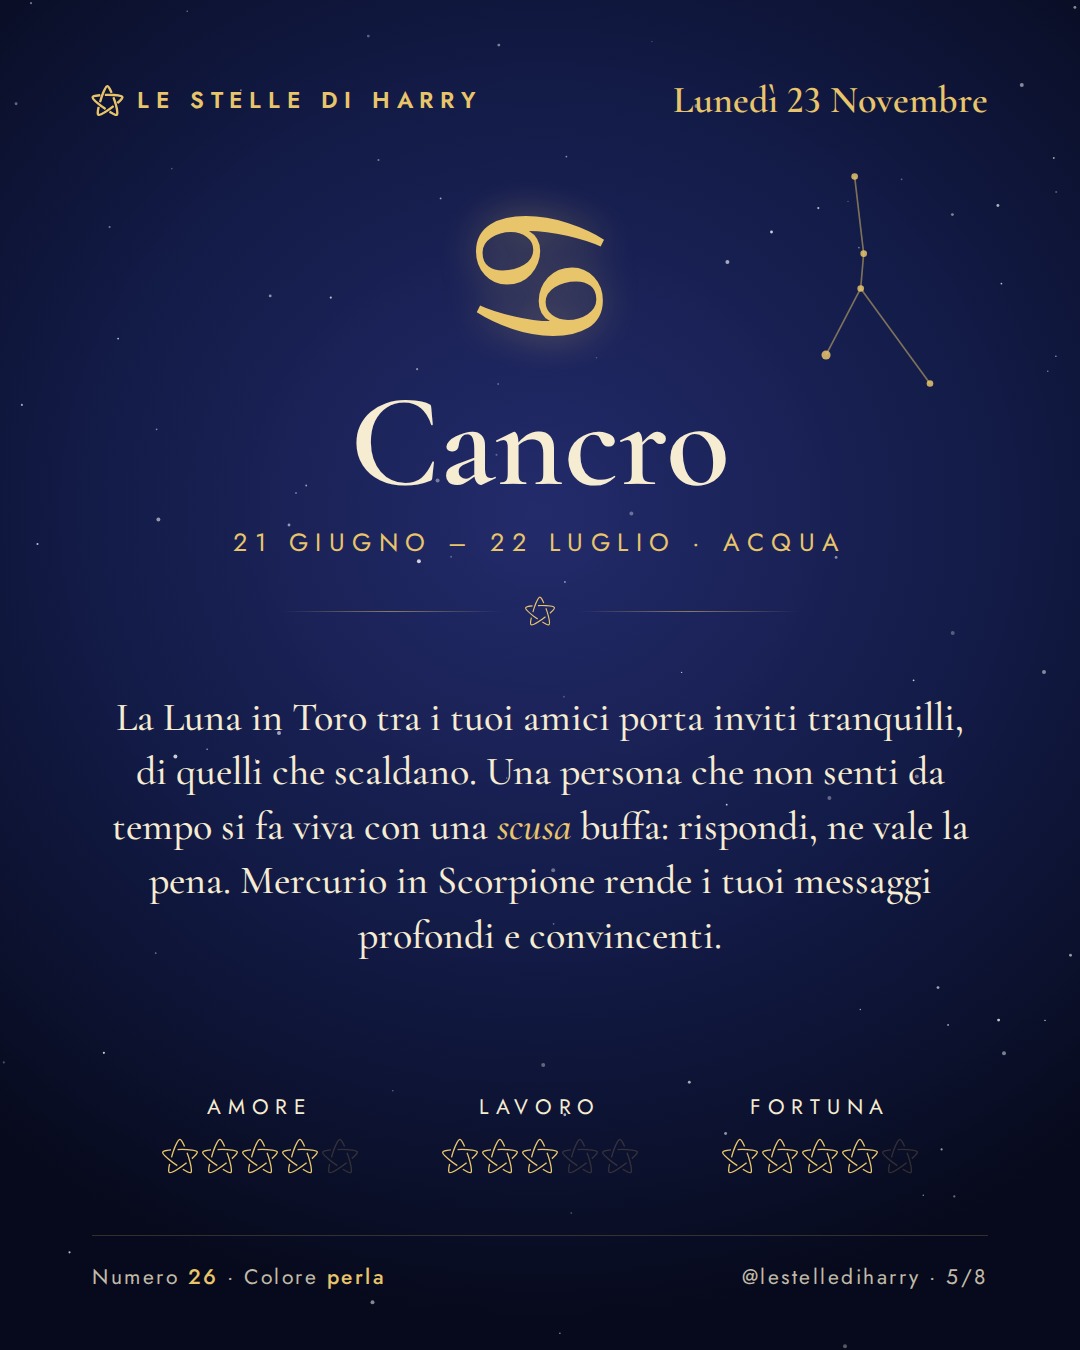 LE STELLE DI HARRY
Lunedì 23 Novembre
Cancro
21 GIUGNO – 22 LUGLIO · ACQUA
La Luna in Toro tra i tuoi amici porta inviti tranquilli,
di quelli che scaldano. Una persona che non senti da
tempo si fa viva con una scusa buffa: rispondi, ne vale la
pena. Mercurio in Scorpione rende i tuoi messaggi
profondi e convincenti.
AMORE
LAVORO
FORTUNA
Numero 26 · Colore perla
@lestellediharry · 5/8